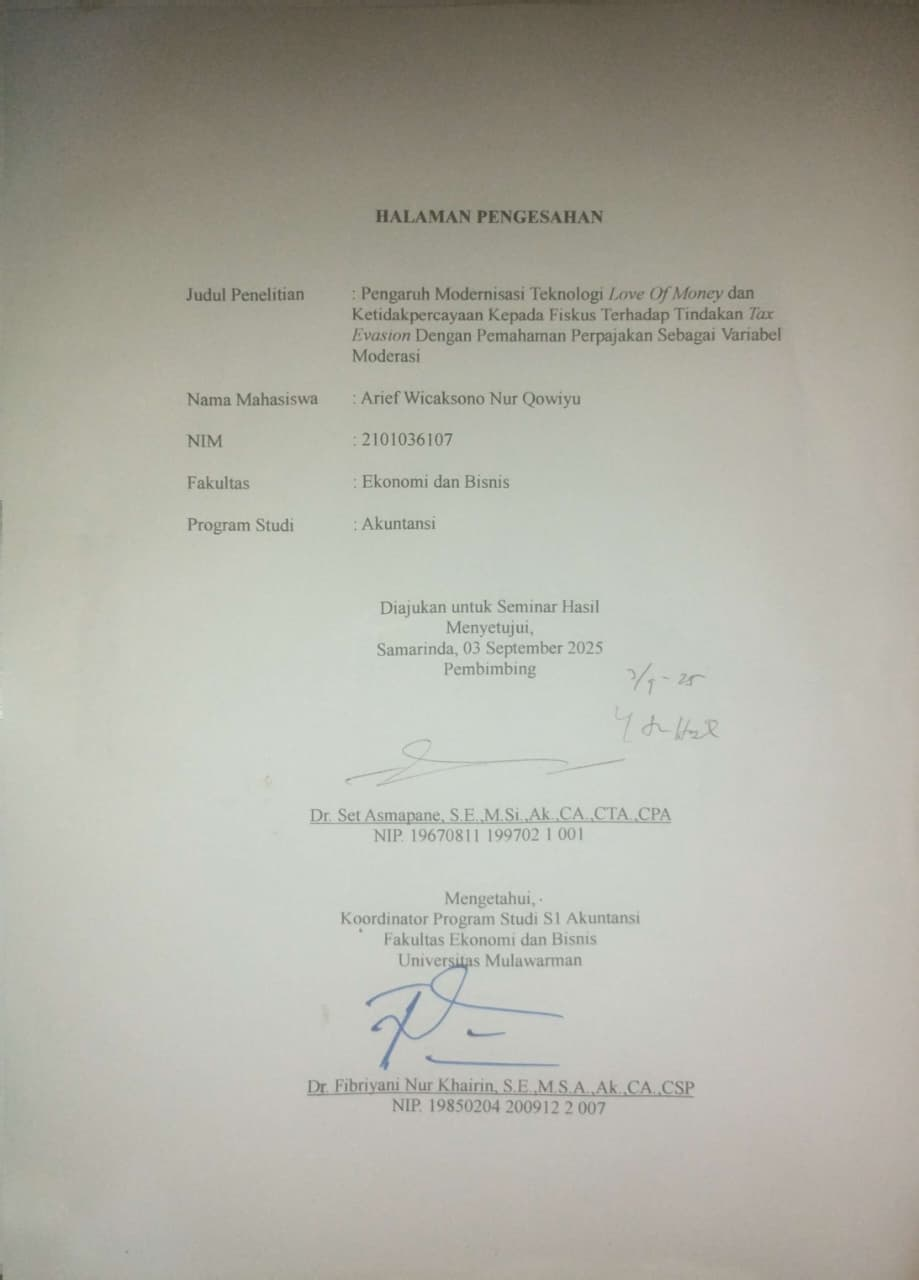 HALAMAN PENGESAHAN
Judul Penelitian : Pengaruh Modernisasi Teknologi Love Of Money dan
Ketidakpercayaan Kepada Fiskus Terhadap Tindakan Tax
Evasion Dengan Pemahaman Perpajakan Sebagai Variabel
Moderasi
Nama Mahasiswa : Arief Wicaksono Nur Qowiyu
NIM : 2101036107
Fakultas : Ekonomi dan Bisnis
Program Studi : Akuntansi
Diajukan untuk Seminar Hasil
Menyetujui,
Samarinda, 03 September 2025
Pembimbing
Dr. Set Asmapane, S.E.,M.Si.,Ak.,CA.,CTA.,CPA
NIP. 19670811 199702 1 001
Mengetahui,
Koordinator Program Studi S1 Akuntansi
Fakultas Ekonomi dan Bisnis
Universitas Mulawarman
Dr. Fibriyani Nur Khairin, S.E.,M.S.A.,Ak.,CA.,CSP
NIP. 19850204 200912 2 007